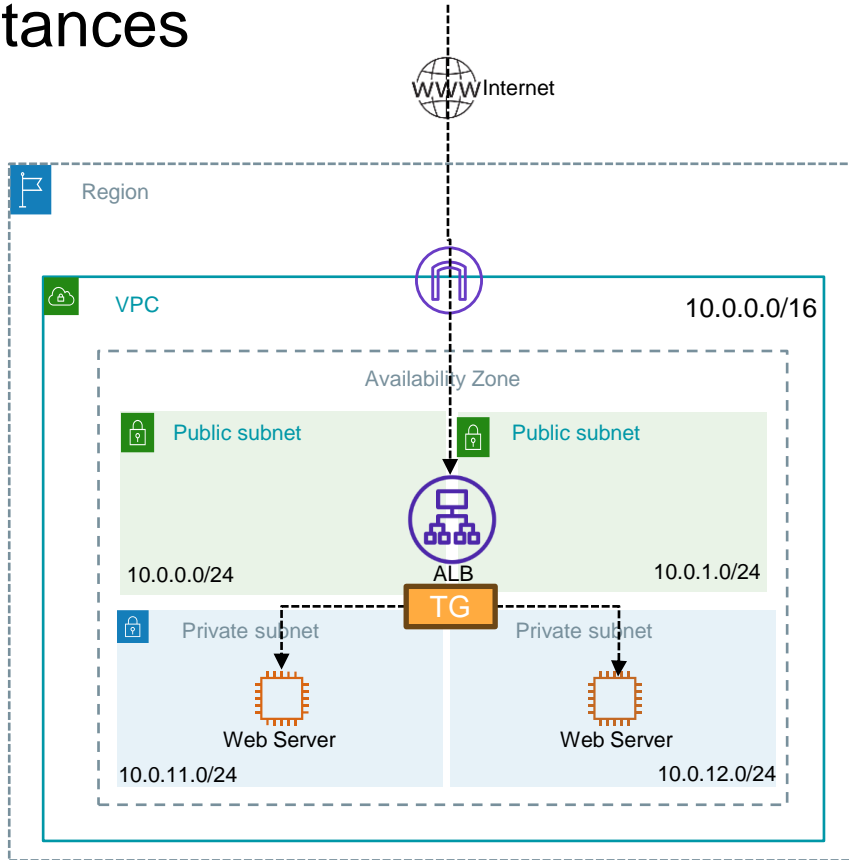 tances
WWW Internet
Region
VPC
10.0.0.0/16
Availability Zone
Public subnet
Public subnet
10.0.0.0/24
ALB
10.0.1.0/24
TG
Private subnet
Private subnet
Web Server
Web Server
10.0.11.0/24
10.0.12.0/24